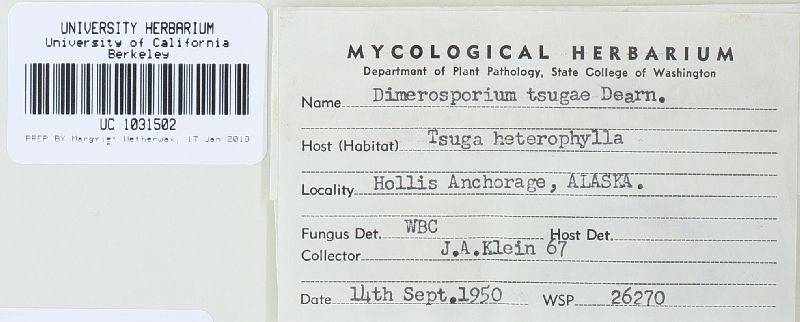 UNIVERSITY HERBARIUM
University of California
Berkeley
UC 1031502
PREP BY Margriet Wetherwax, 17 Jan 2018
MYCOLOGICAL HERBARIUM
Department of Plant Pathology, State College of Washington
Name Dimerosporium tsugae Dearn.
Host (Habitat) Tsuga heterophylla
Locality Hollis Anchorage, ALASKA.
Fungus Det. WBC Host Det.
Collector J.A.Klein 67
Date 14th Sept.1950 WSP 26270